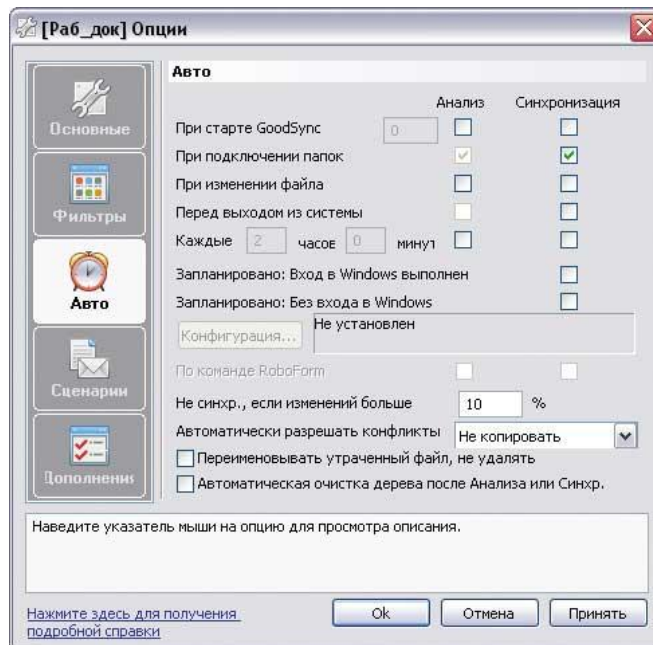 [Раб_док] Опции
Основные
Фильтры
Авто
Сценарии
Дополнения
Авто
Анализ Синхронизация
При старте GoodSync 0
При подключении папок
При изменении файла
Перед выходом из системы
Каждые 2 часов 0 минут
Запланировано: Вход в Windows выполнен
Запланировано: Без входа в Windows
Конфигурация... Не установлен
По команде RoboForm
Не синхр., если изменений больше 10 %
Автоматически разрешать конфликты Не копировать
Переименовывать утраченный файл, не удалять
Автоматическая очистка дерева после Анализа или Синхр.
Наведите указатель мыши на опцию для просмотра описания.
Нажмите здесь для получения
подробной справки
Ok Отмена Принять